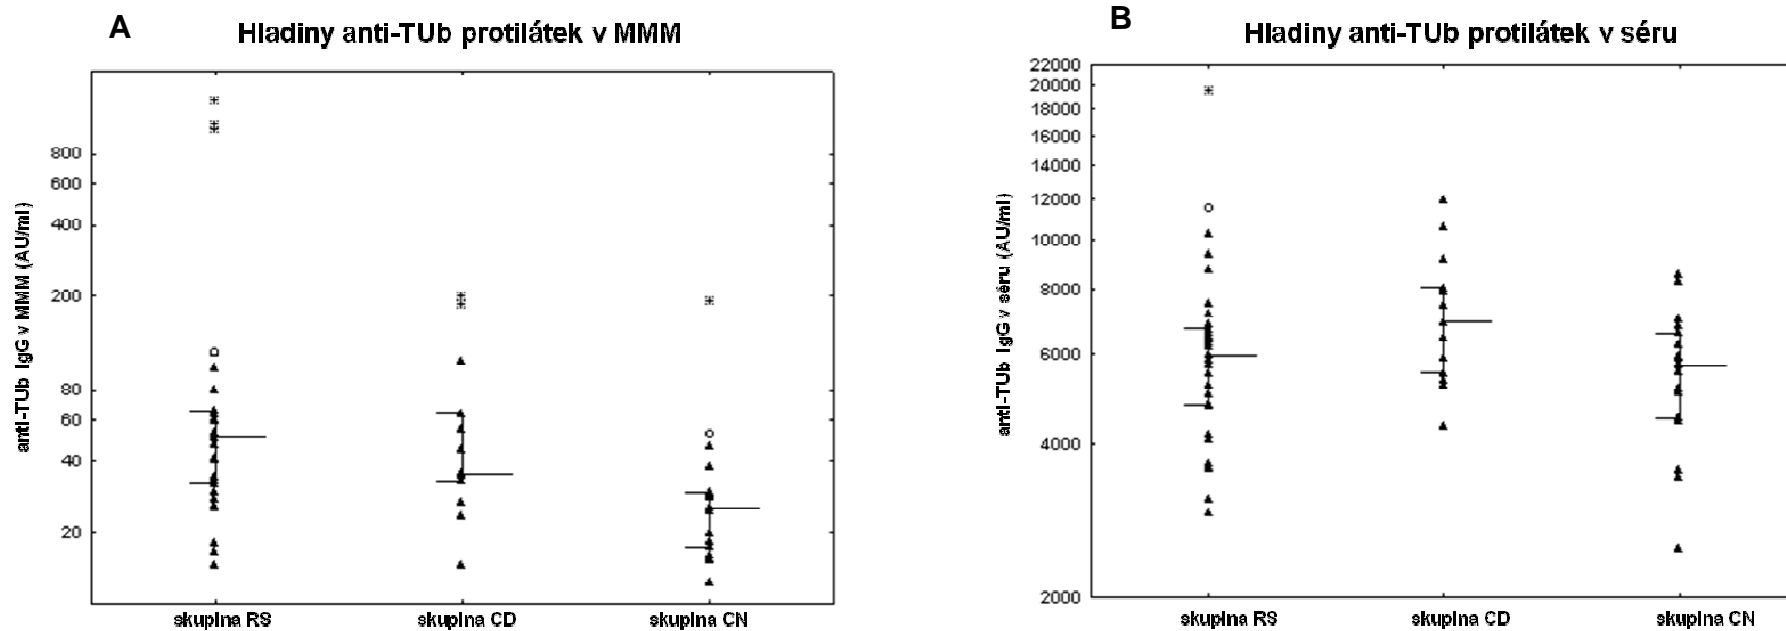 A
Hladiny anti-TUb protilátek v MMM
anti-TUb IgG v MMM (AU/ml)
800
600
400
200
80
60
40
20
skupina RS
skupina CD
skupina CN
B
Hladiny anti-TUb protilátek v séru
anti-TUb IgG v séru (AU/ml)
22000
20000
18000
16000
14000
12000
10000
8000
6000
4000
2000
skupina RS
skupina CD
skupina CN